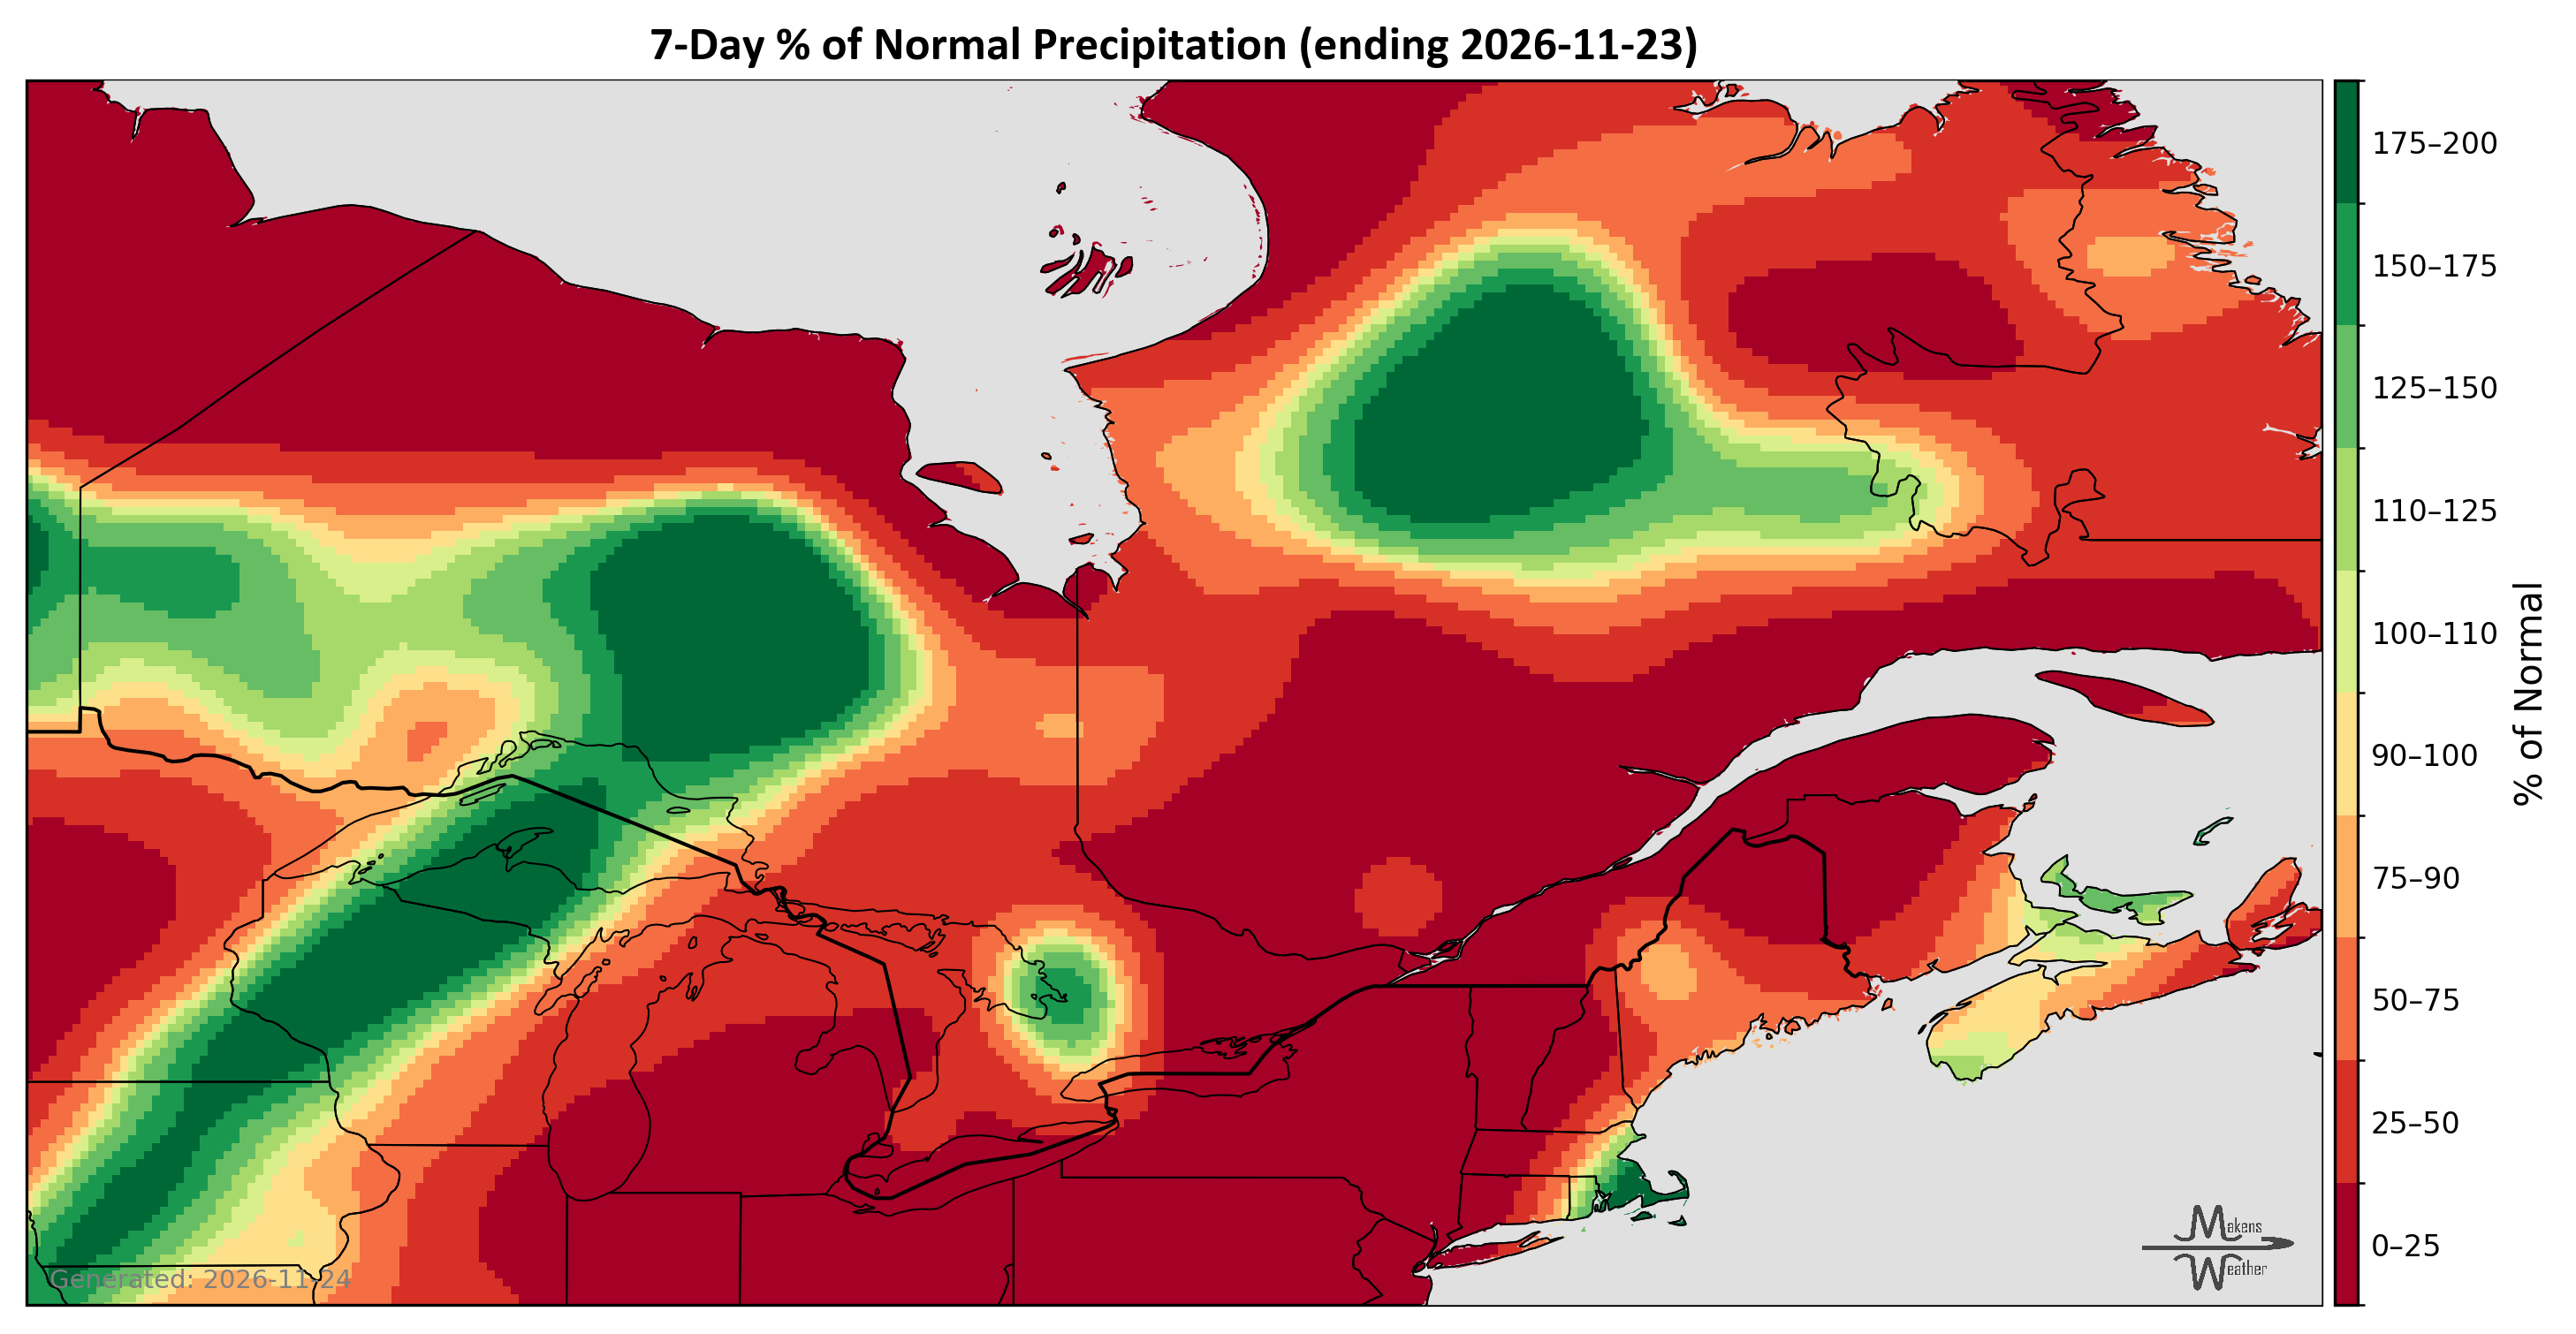 7-Day % of Normal Precipitation (ending 2026-11-23)
175–200
150–175
125–150
110–125
100–110
90–100
75–90
50–75
25–50
0–25
% of Normal
Generated: 2026-11-24
Makens
Weather